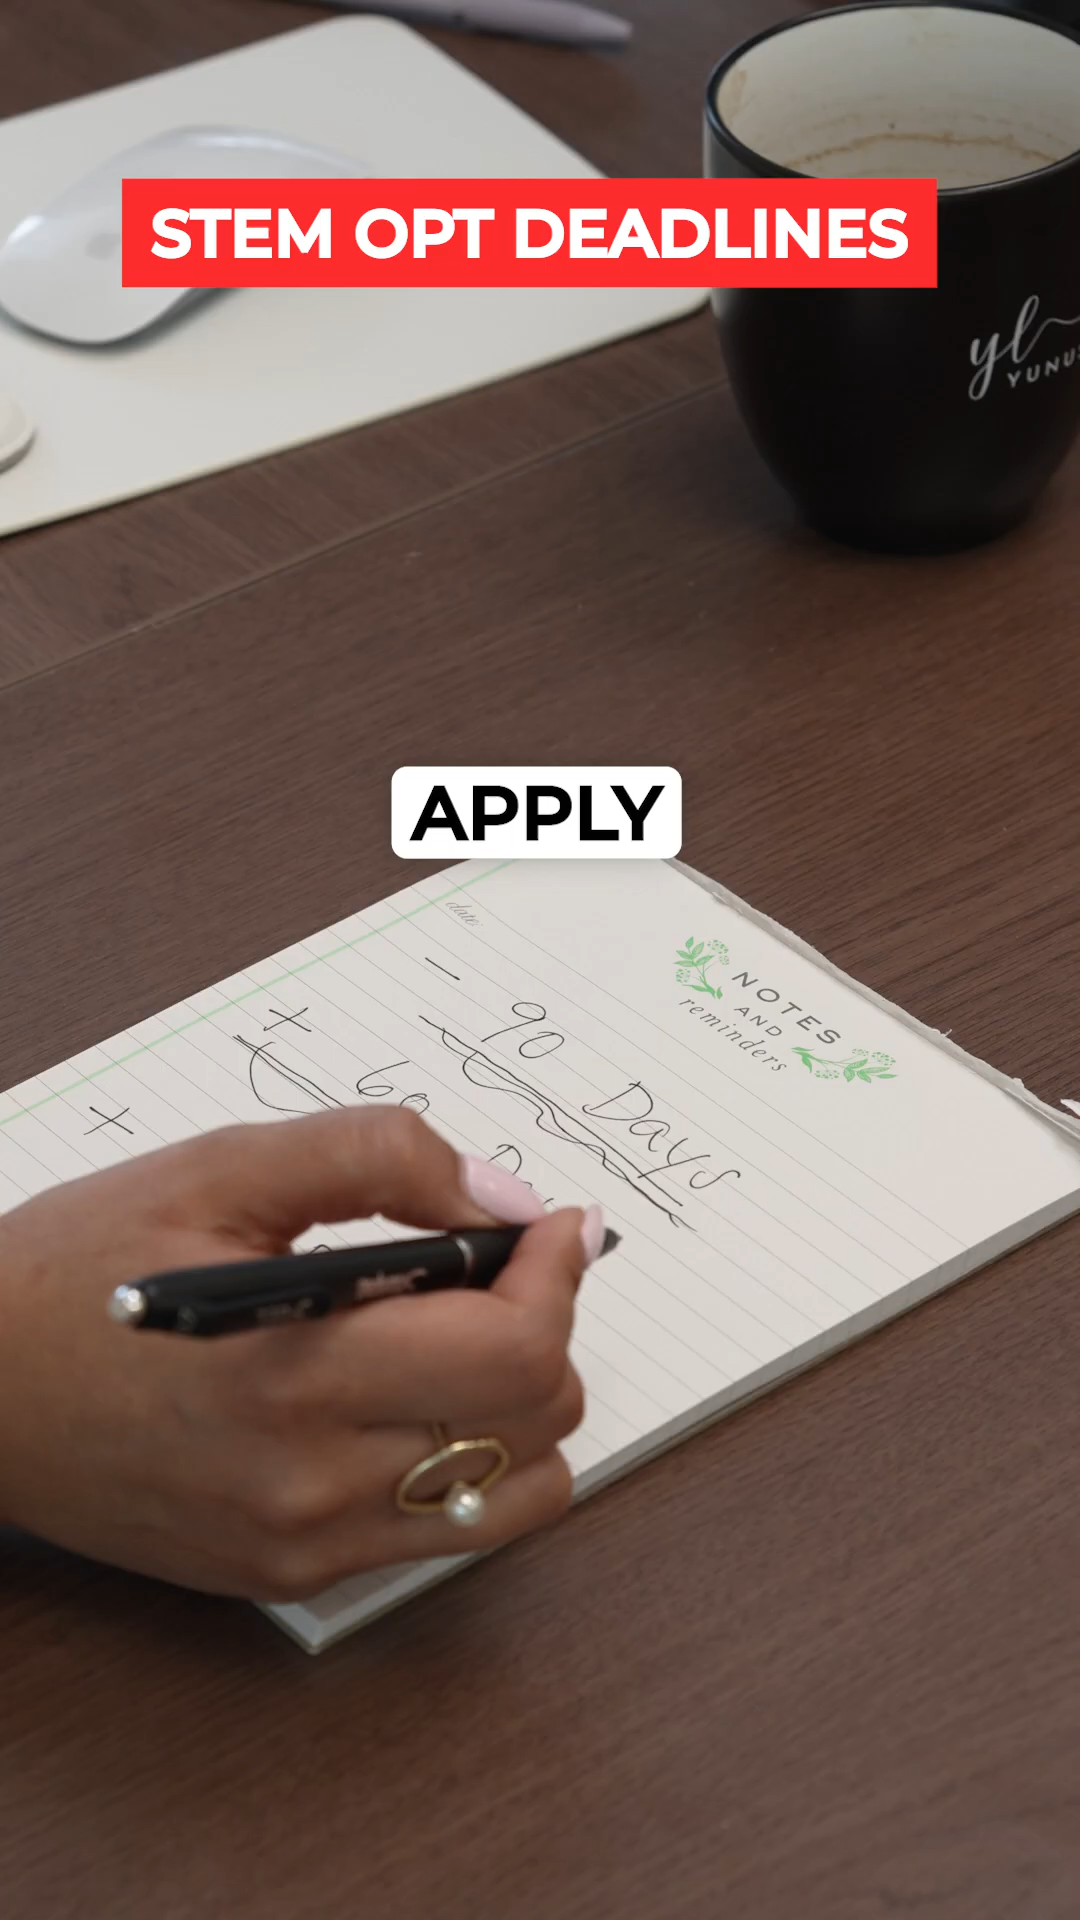 STEM OPT DEADLINES
yl
APPLY
date:
NOTES
AND
reminders
- 90 Days
+ 60
+